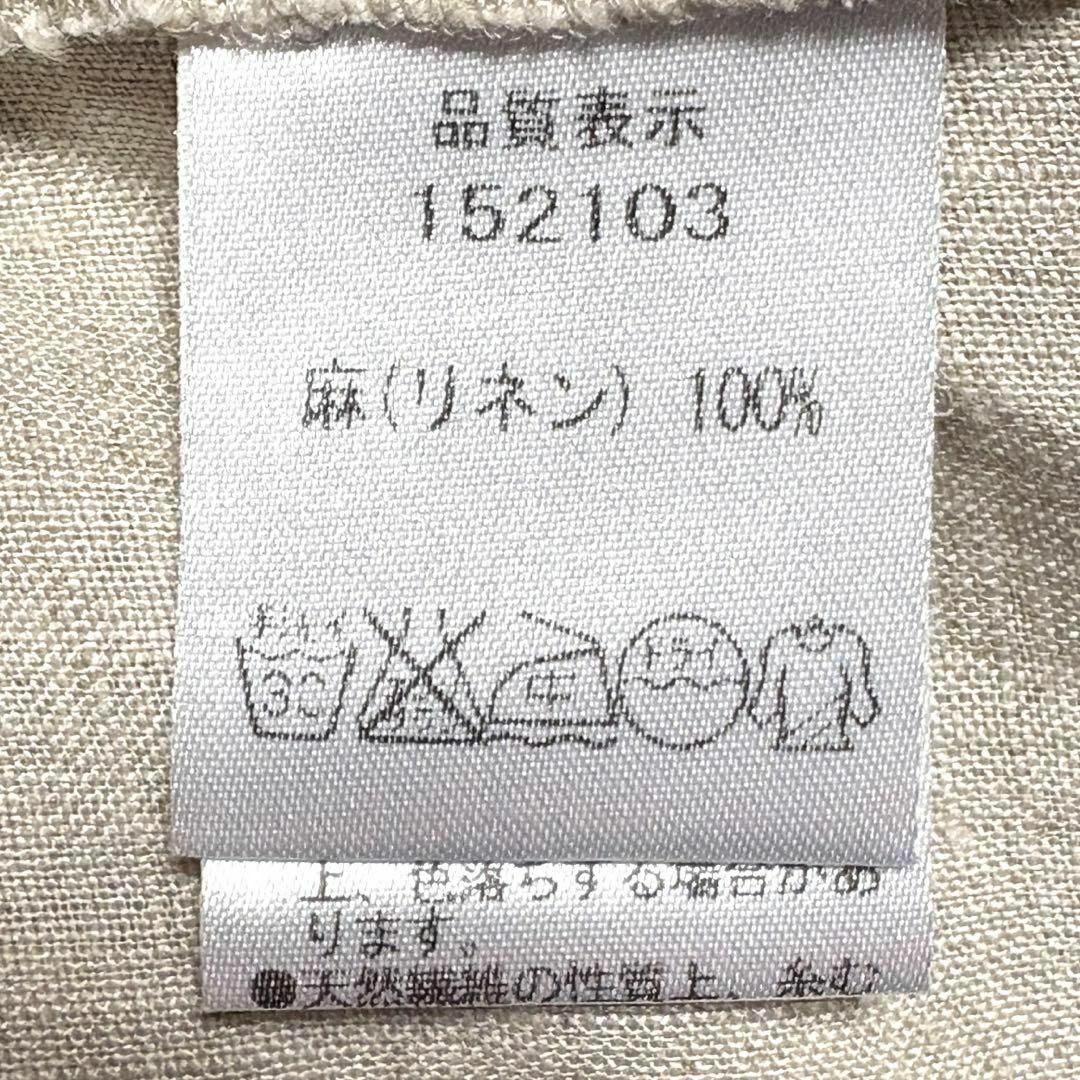 品質表示
152103
麻(リネン) 100%
手洗イ
30
中
ドライ
上、色落ちする場合があ
ります。
●天然繊維の性質上、糸む